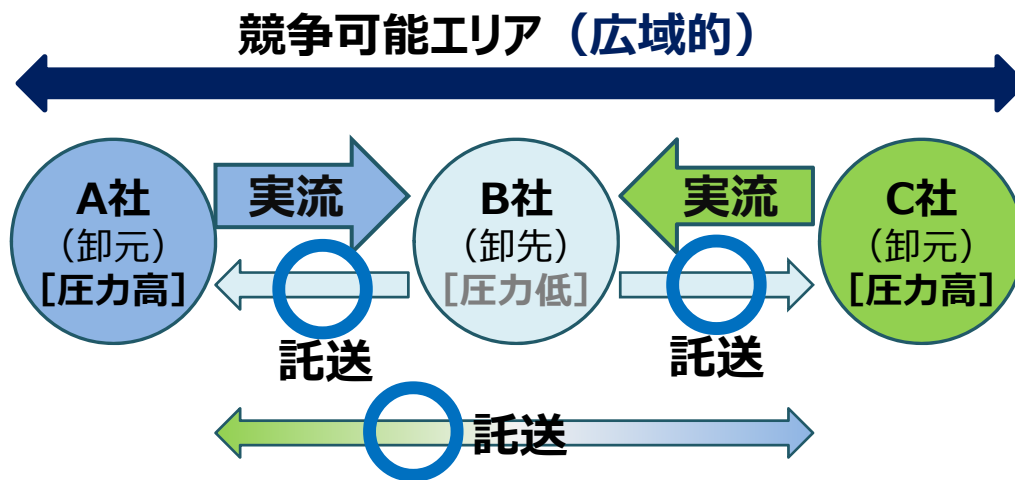 競争可能エリア（広域的）
A社
（卸元）
[圧力高]
実流
B社
（卸先）
[圧力低]
実流
C社
（卸元）
[圧力高]
託送
託送
託送